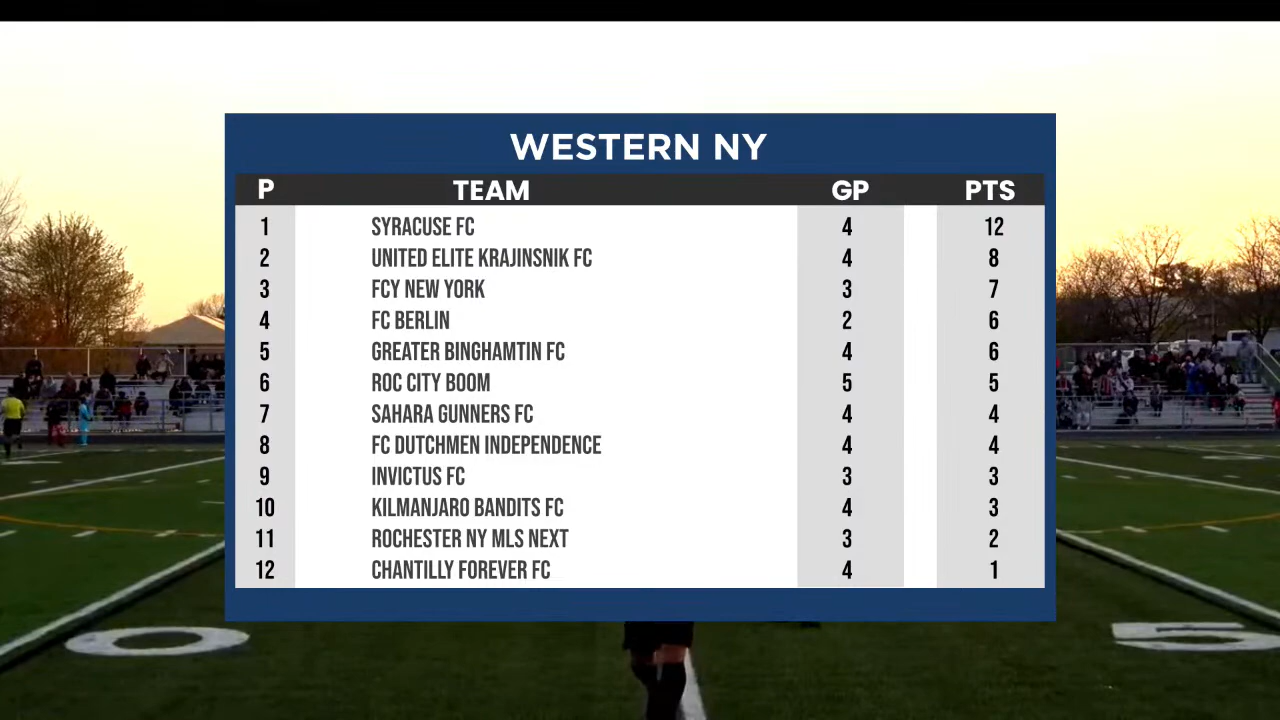 WESTERN NY
P TEAM GP PTS
1 SYRACUSE FC 4 12
2 UNITED ELITE KRAJINSNIK FC 4 8
3 FCY NEW YORK 3 7
4 FC BERLIN 2 6
5 GREATER BINGHAMTIN FC 4 6
6 ROC CITY BOOM 5 5
7 SAHARA GUNNERS FC 4 4
8 FC DUTCHMEN INDEPENDENCE 4 4
9 INVICTUS FC 3 3
10 KILMANJARO BANDITS FC 4 3
11 ROCHESTER NY MLS NEXT 3 2
12 CHANTILLY FOREVER FC 4 1
0 5